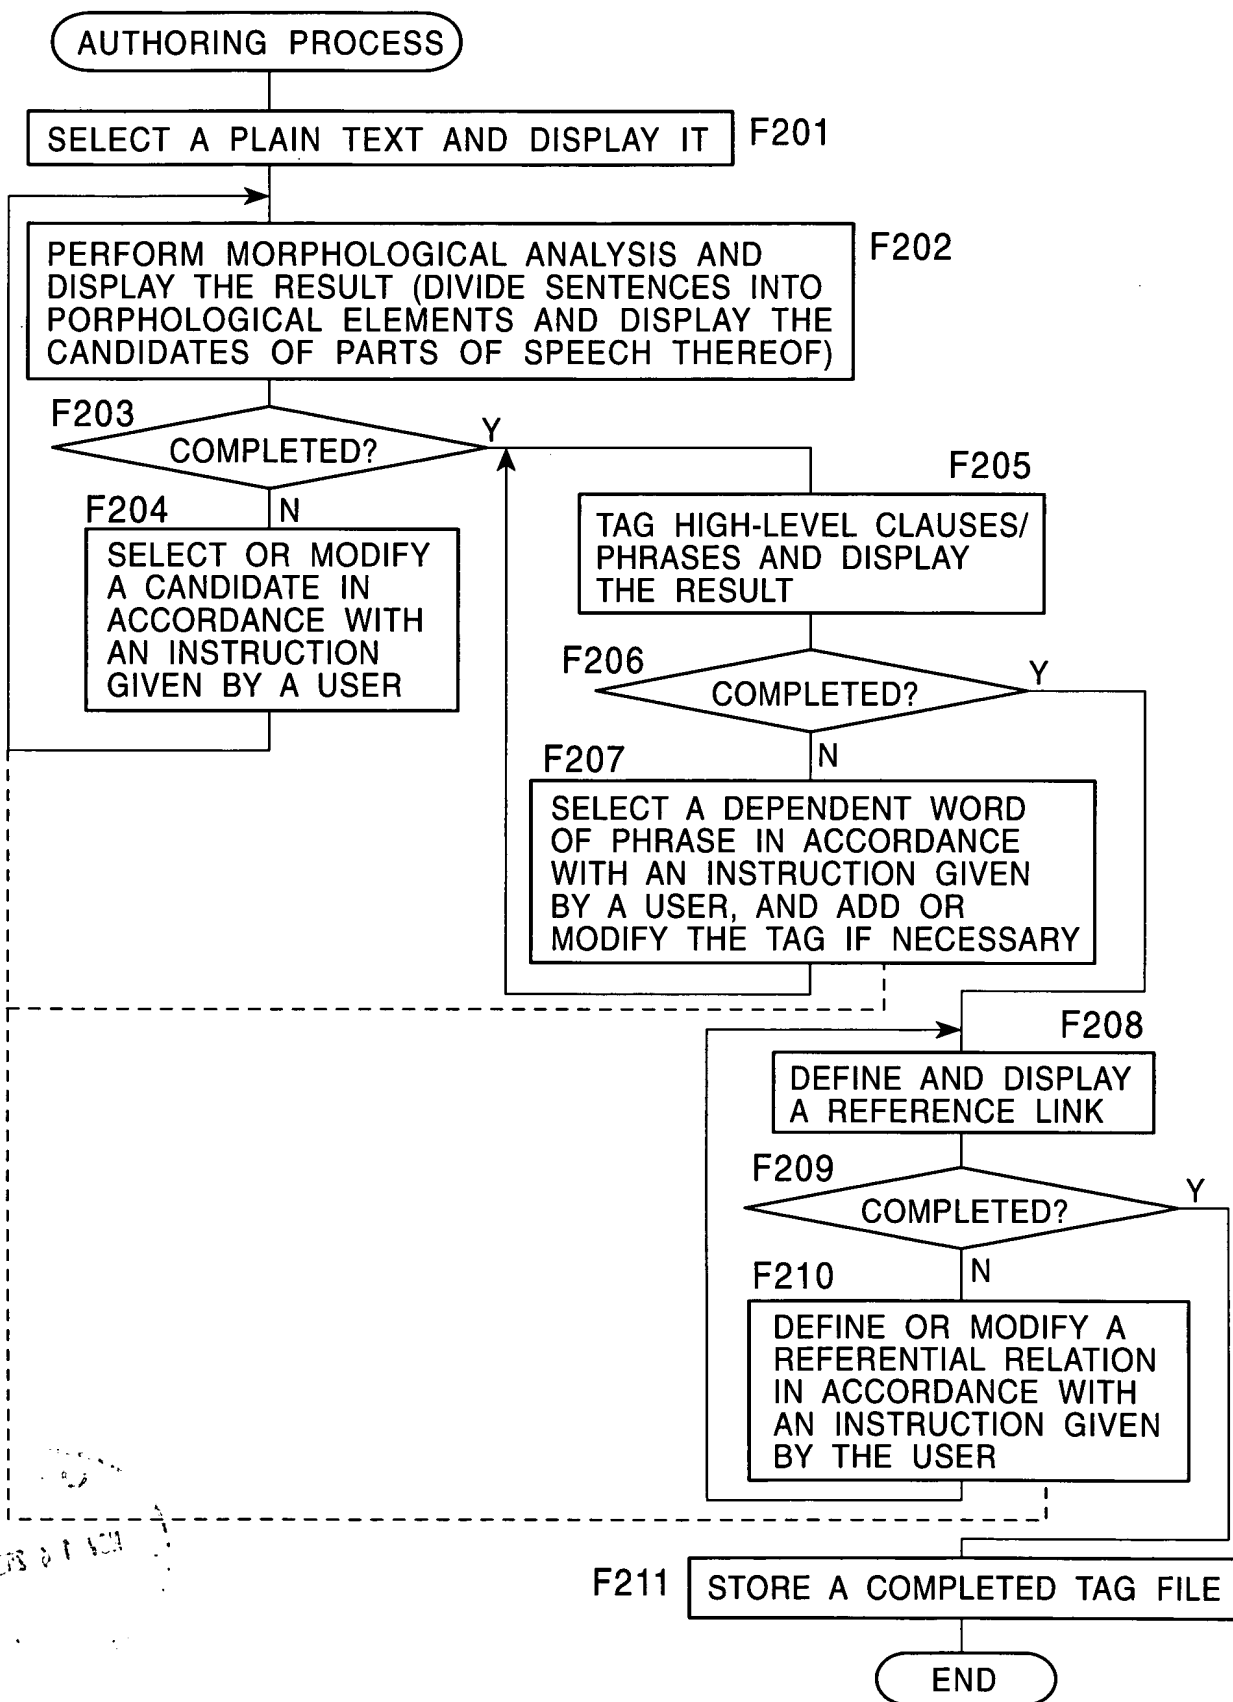 AUTHORING PROCESS
SELECT A PLAIN TEXT AND DISPLAY IT
F201
PERFORM MORPHOLOGICAL ANALYSIS AND
DISPLAY THE RESULT (DIVIDE SENTENCES INTO
PORPHOLOGICAL ELEMENTS AND DISPLAY THE
CANDIDATES OF PARTS OF SPEECH THEREOF)
F202
F203
COMPLETED?
Y
N
F204
SELECT OR MODIFY
A CANDIDATE IN
ACCORDANCE WITH
AN INSTRUCTION
GIVEN BY A USER
F205
TAG HIGH-LEVEL CLAUSES/
PHRASES AND DISPLAY
THE RESULT
F206
COMPLETED?
Y
N
F207
SELECT A DEPENDENT WORD
OF PHRASE IN ACCORDANCE
WITH AN INSTRUCTION GIVEN
BY A USER, AND ADD OR
MODIFY THE TAG IF NECESSARY
F208
DEFINE AND DISPLAY
A REFERENCE LINK
F209
COMPLETED?
Y
N
F210
DEFINE OR MODIFY A
REFERENTIAL RELATION
IN ACCORDANCE WITH
AN INSTRUCTION GIVEN
BY THE USER
F211
STORE A COMPLETED TAG FILE
END